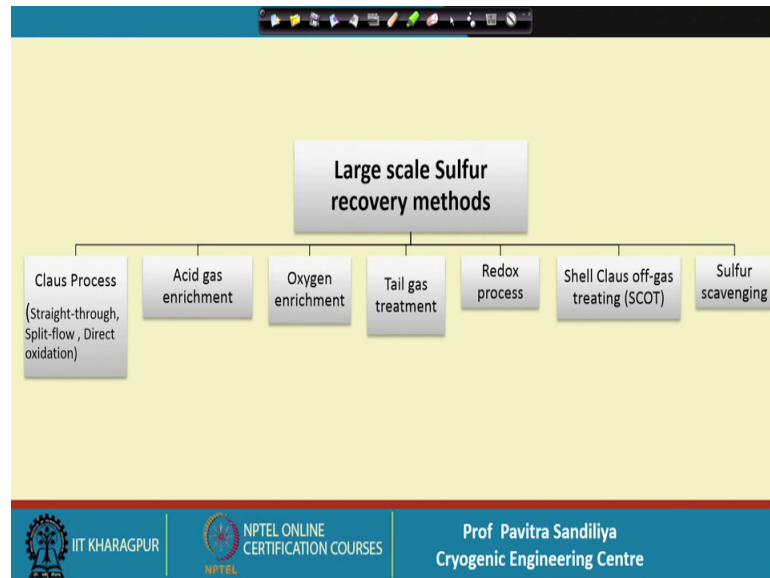 Large scale Sulfur
recovery methods
Claus Process
(Straight-through,
Split-flow , Direct
oxidation)
Acid gas
enrichment
Oxygen
enrichment
Tail gas
treatment
Redox
process
Shell Claus off-gas
treating (SCOT)
Sulfur
scavenging
IIT KHARAGPUR
NPTEL
NPTEL ONLINE
CERTIFICATION COURSES
Prof Pavitra Sandiliya
Cryogenic Engineering Centre